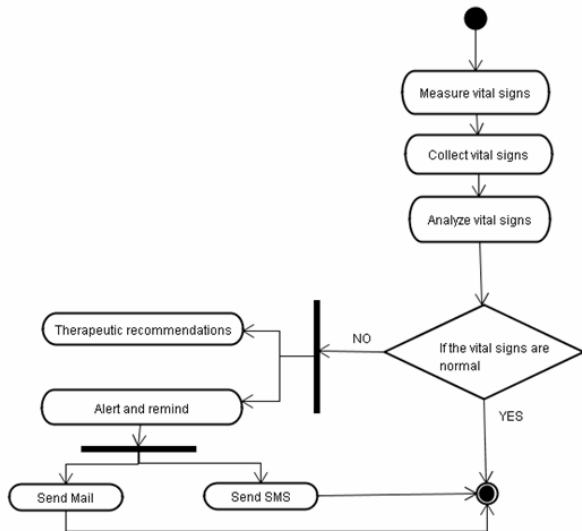 Measure vital signs
Collect vital signs
Analyze vital signs
If the vital signs are
normal
NO
YES
Therapeutic recommendations
Alert and remind
Send Mail
Send SMS